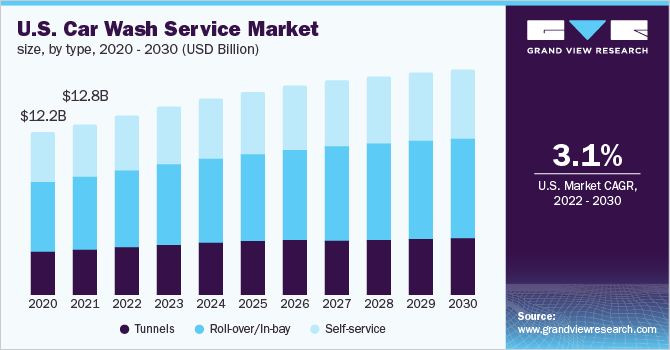 U.S. Car Wash Service Market
size, by type, 2020 - 2030 (USD Billion)
$12.2B
$12.8B
2020 2021 2022 2023 2024 2025 2026 2027 2028 2029 2030
Tunnels Roll-over/In-bay Self-service
GRAND VIEW RESEARCH
3.1%
U.S. Market CAGR,
2022 - 2030
Source:
www.grandviewresearch.com